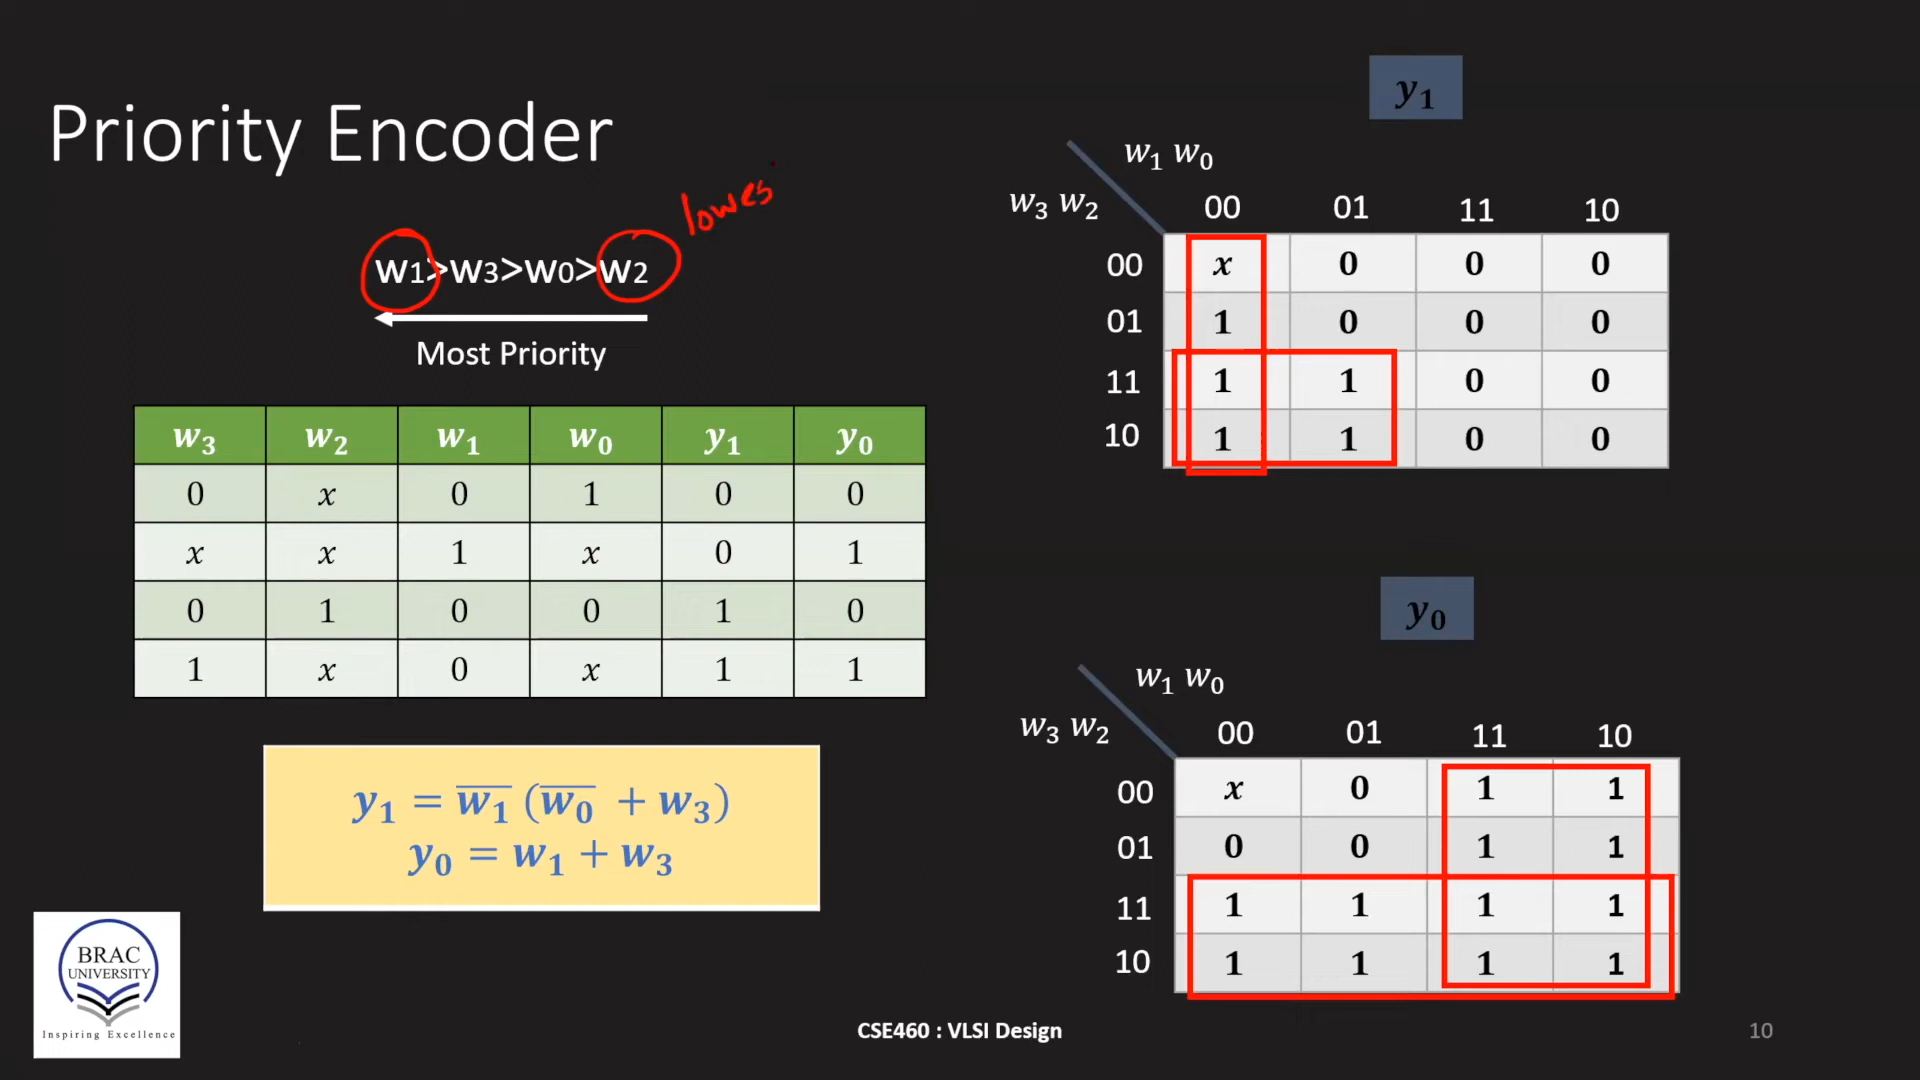 Priority Encoder
lowes
w1>w3>w0>w2
Most Priority
w₃ w₂ w₁ w₀ y₁ y₀
0 x 0 1 0 0
x x 1 x 0 1
0 1 0 0 1 0
1 x 0 x 1 1
y₁ = w̅₁ (w̅₀ + w₃)
y₀ = w₁ + w₃
BRAC
UNIVERSITY
Inspiring Excellence
y₁
w₁ w₀
w₃ w₂
00 01 11 10
00 x 0 0 0
01 1 0 0 0
11 1 1 0 0
10 1 1 0 0
y₀
w₁ w₀
w₃ w₂
00 01 11 10
00 x 0 1 1
01 0 0 1 1
11 1 1 1 1
10 1 1 1 1
CSE460 : VLSI Design
10